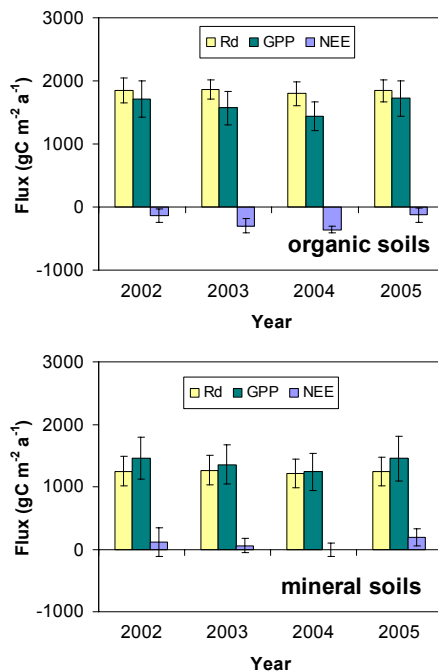 3000
Rd GPP NEE
2000
1000
0
-1000
Flux (gC m-2 a-1)
organic soils
2002 2003 2004 2005
Year
3000
Rd GPP NEE
2000
1000
0
-1000
Flux (gC m-2 a-1)
mineral soils
2002 2003 2004 2005
Year